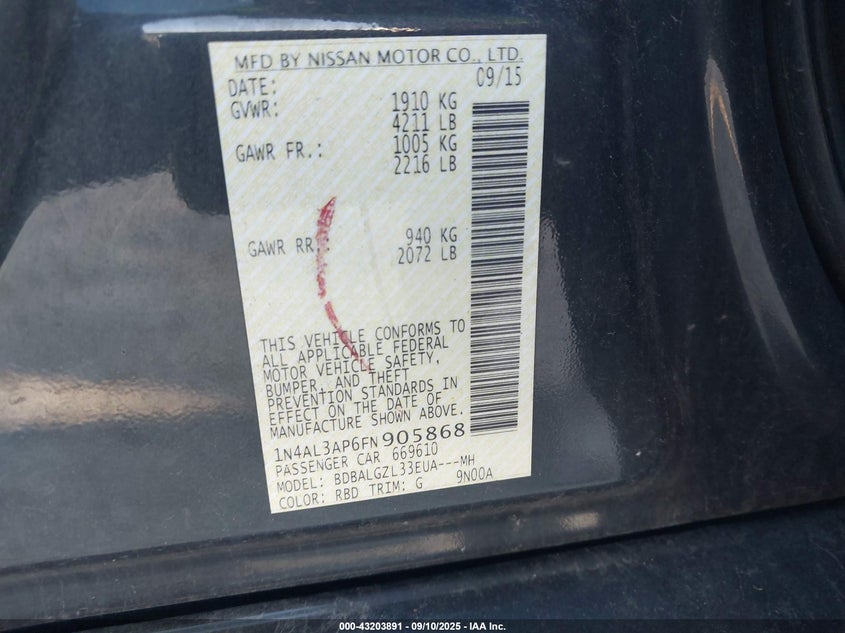 MFD BY NISSAN MOTOR CO., LTD.
DATE: 09/15
GVWR: 1910 KG
4211 LB
GAWR FR.: 1005 KG
2216 LB
GAWR RR.: 940 KG
2072 LB
THIS VEHICLE CONFORMS TO
ALL APPLICABLE FEDERAL
MOTOR VEHICLE SAFETY,
BUMPER, AND THEFT
PREVENTION STANDARDS IN
EFFECT ON THE DATE OF
MANUFACTURE SHOWN ABOVE.
1N4AL3AP6FN905868
PASSENGER CAR 669610
MODEL: BDBALGZL33EUA---MH
COLOR: RBD TRIM: G 9N00A
000-43203891 - 09/10/2025 - IAA Inc.